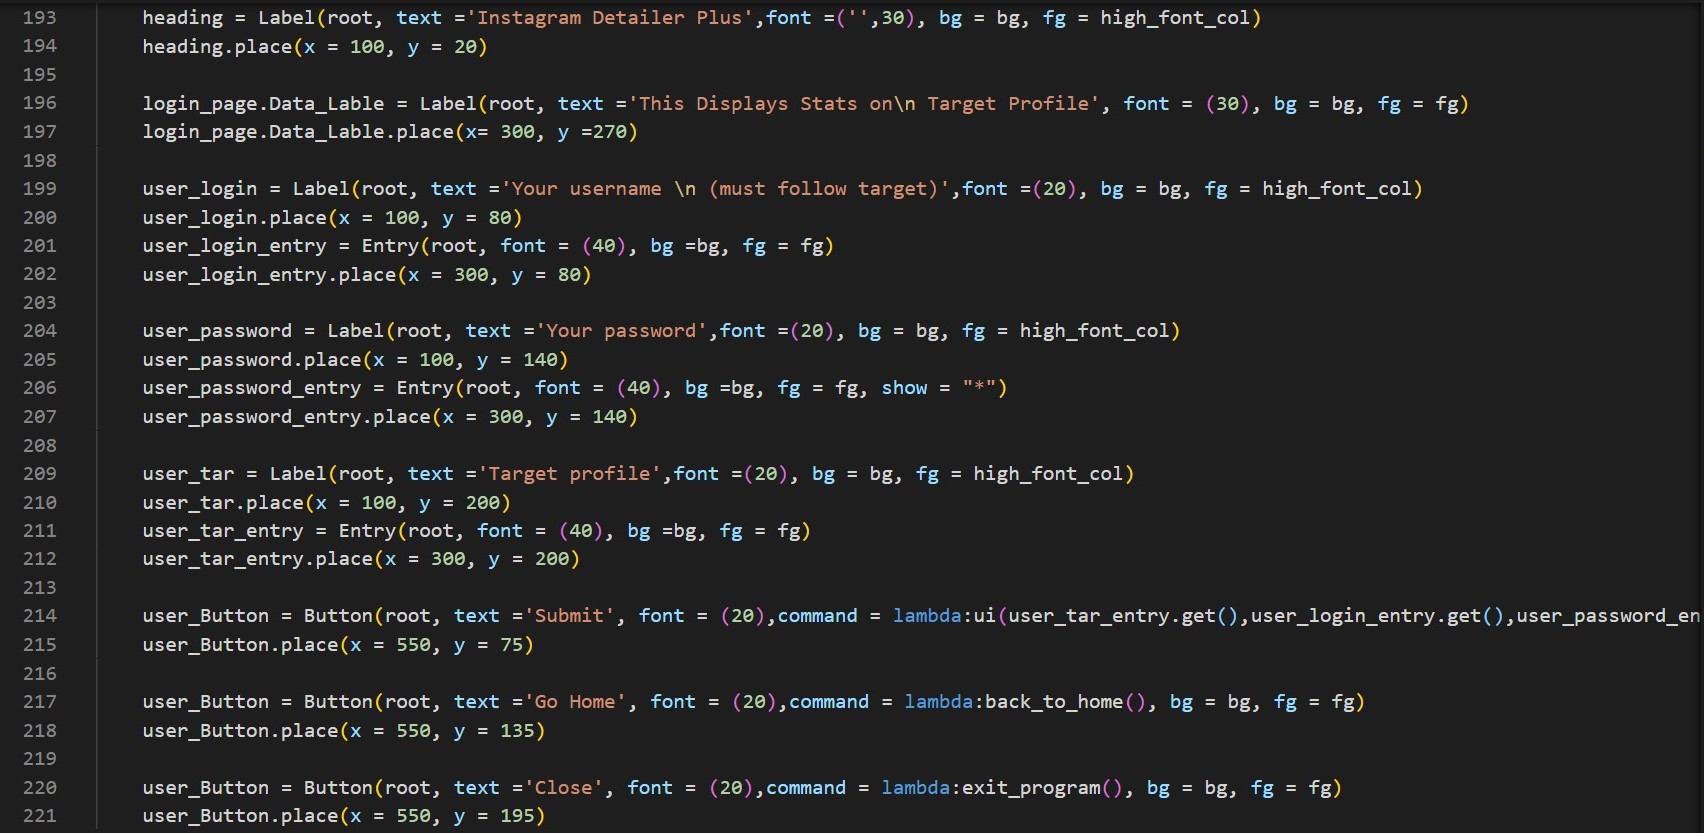 193 heading = Label(root, text ='Instagram Detailer Plus',font =('',30), bg = bg, fg = high_font_col)
194 heading.place(x = 100, y = 20)
195
196 login_page.Data_Lable = Label(root, text ='This Displays Stats on\n Target Profile', font = (30), bg = bg, fg = fg)
197 login_page.Data_Lable.place(x= 300, y =270)
198
199 user_login = Label(root, text ='Your username \n (must follow target)',font =(20), bg = bg, fg = high_font_col)
200 user_login.place(x = 100, y = 80)
201 user_login_entry = Entry(root, font = (40), bg =bg, fg = fg)
202 user_login_entry.place(x = 300, y = 80)
203
204 user_password = Label(root, text ='Your password',font =(20), bg = bg, fg = high_font_col)
205 user_password.place(x = 100, y = 140)
206 user_password_entry = Entry(root, font = (40), bg =bg, fg = fg, show = "*")
207 user_password_entry.place(x = 300, y = 140)
208
209 user_tar = Label(root, text ='Target profile',font =(20), bg = bg, fg = high_font_col)
210 user_tar.place(x = 100, y = 200)
211 user_tar_entry = Entry(root, font = (40), bg =bg, fg = fg)
212 user_tar_entry.place(x = 300, y = 200)
213
214 user_Button = Button(root, text ='Submit', font = (20),command = lambda:ui(user_tar_entry.get(),user_login_entry.get(),user_password_en
215 user_Button.place(x = 550, y = 75)
216
217 user_Button = Button(root, text ='Go Home', font = (20),command = lambda:back_to_home(), bg = bg, fg = fg)
218 user_Button.place(x = 550, y = 135)
219
220 user_Button = Button(root, text ='Close', font = (20),command = lambda:exit_program(), bg = bg, fg = fg)
221 user_Button.place(x = 550, y = 195)